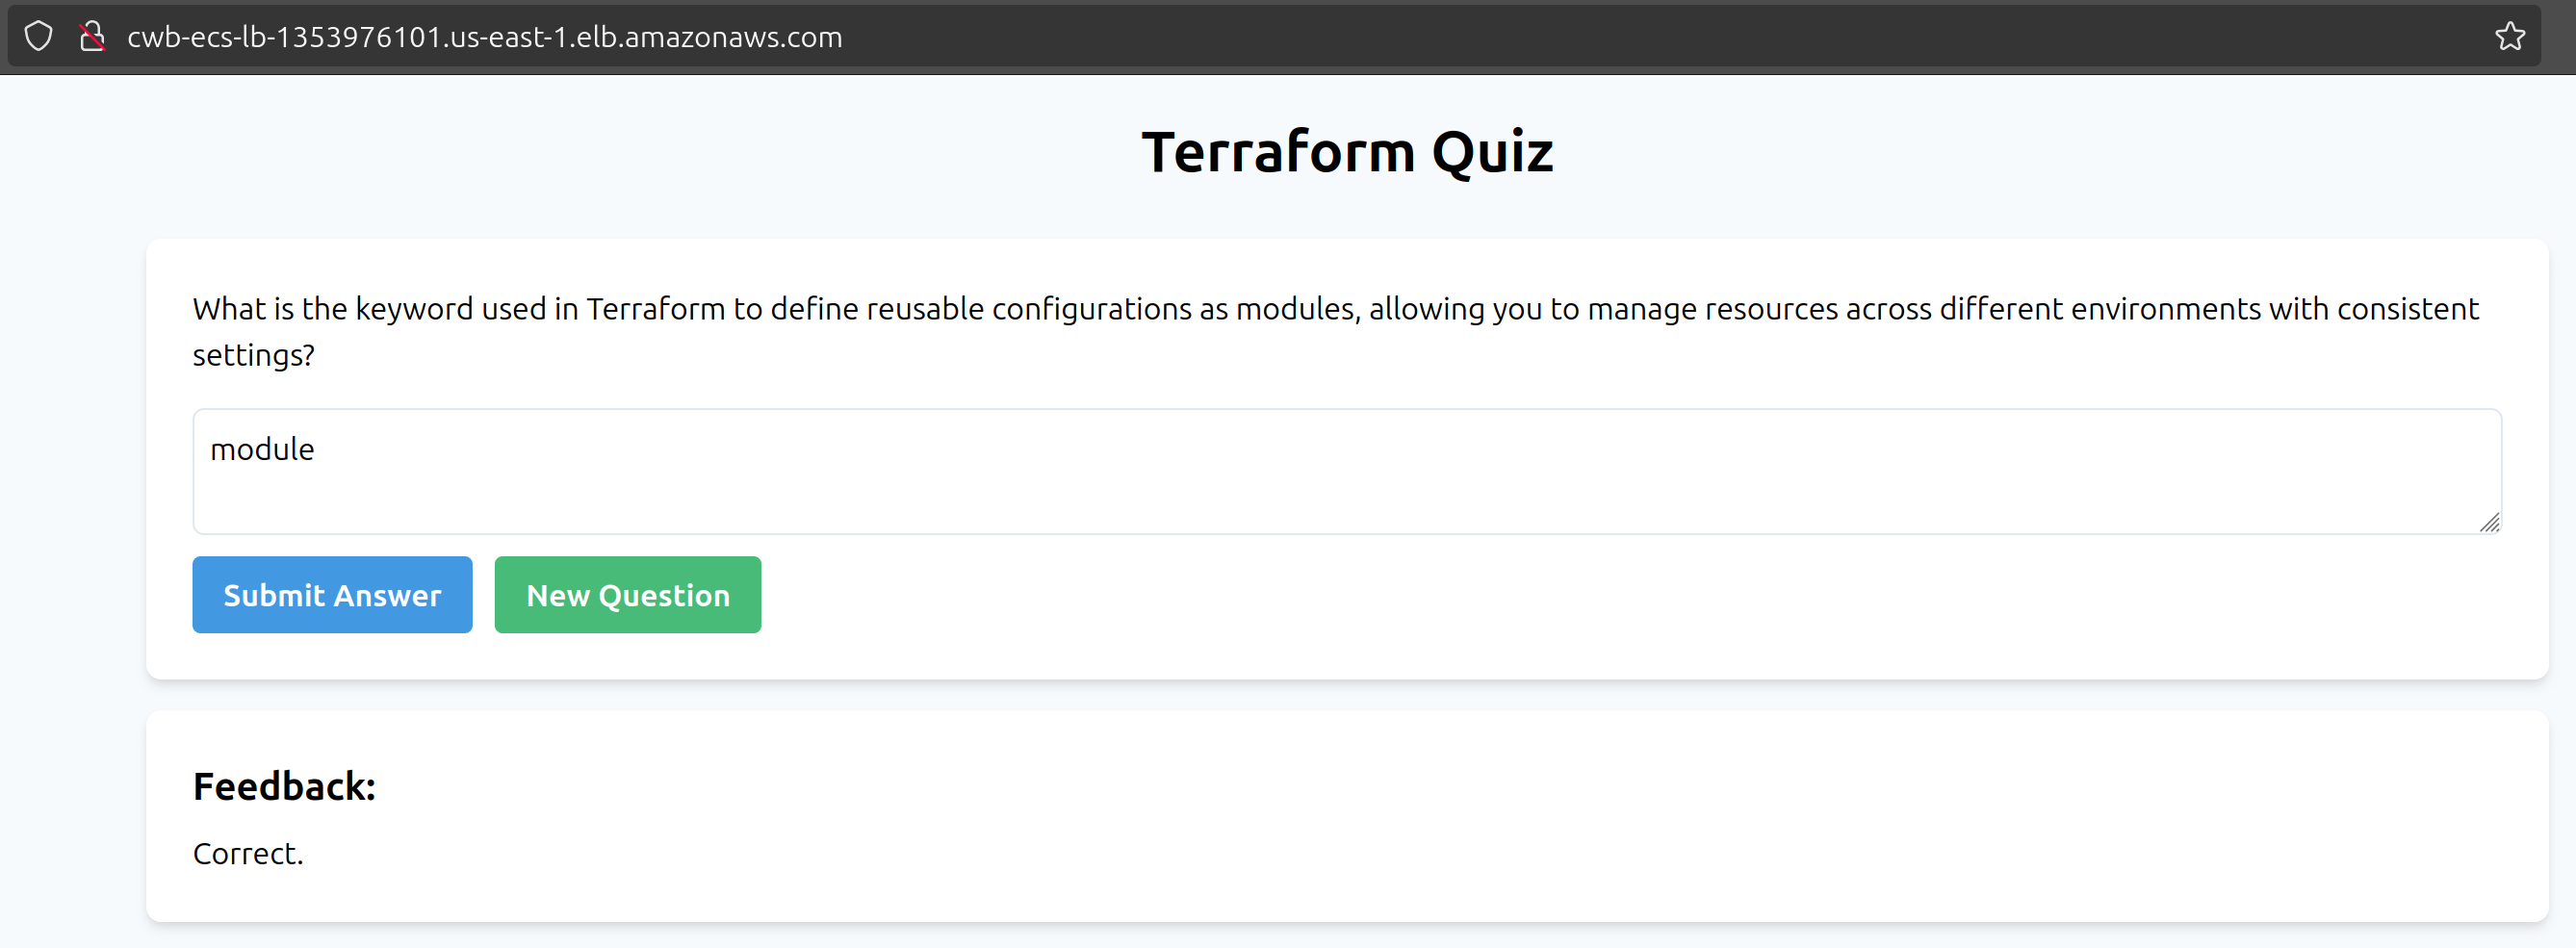 cwb-ecs-lb-1353976101.us-east-1.elb.amazonaws.com
Terraform Quiz
What is the keyword used in Terraform to define reusable configurations as modules, allowing you to manage resources across different environments with consistent
settings?
module
Submit Answer New Question
Feedback:
Correct.